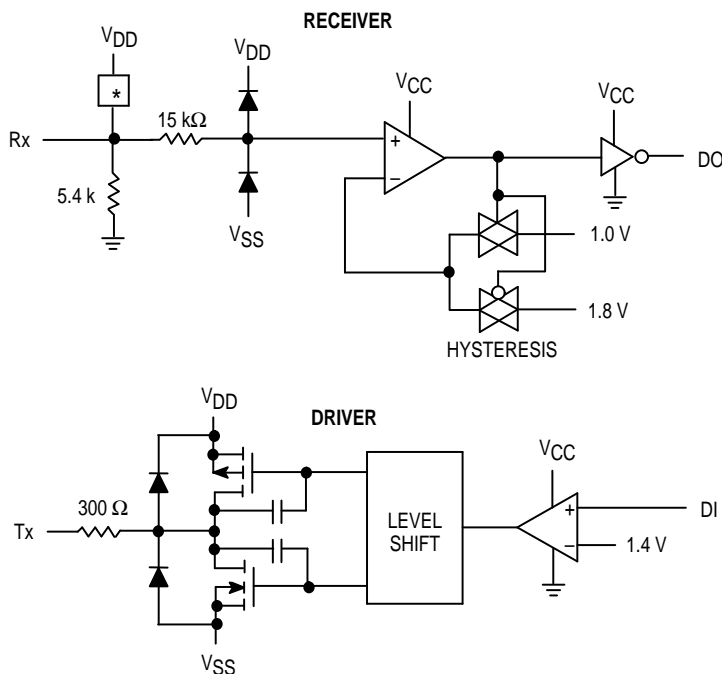 RECEIVER
VDD
*
Rx
5.4 k
15 kΩ
VDD
VSS
VCC
+
−
VCC
DO
1.0 V
1.8 V
HYSTERESIS
DRIVER
VDD
Tx
300 Ω
VSS
LEVEL
SHIFT
VCC
+
−
DI
1.4 V